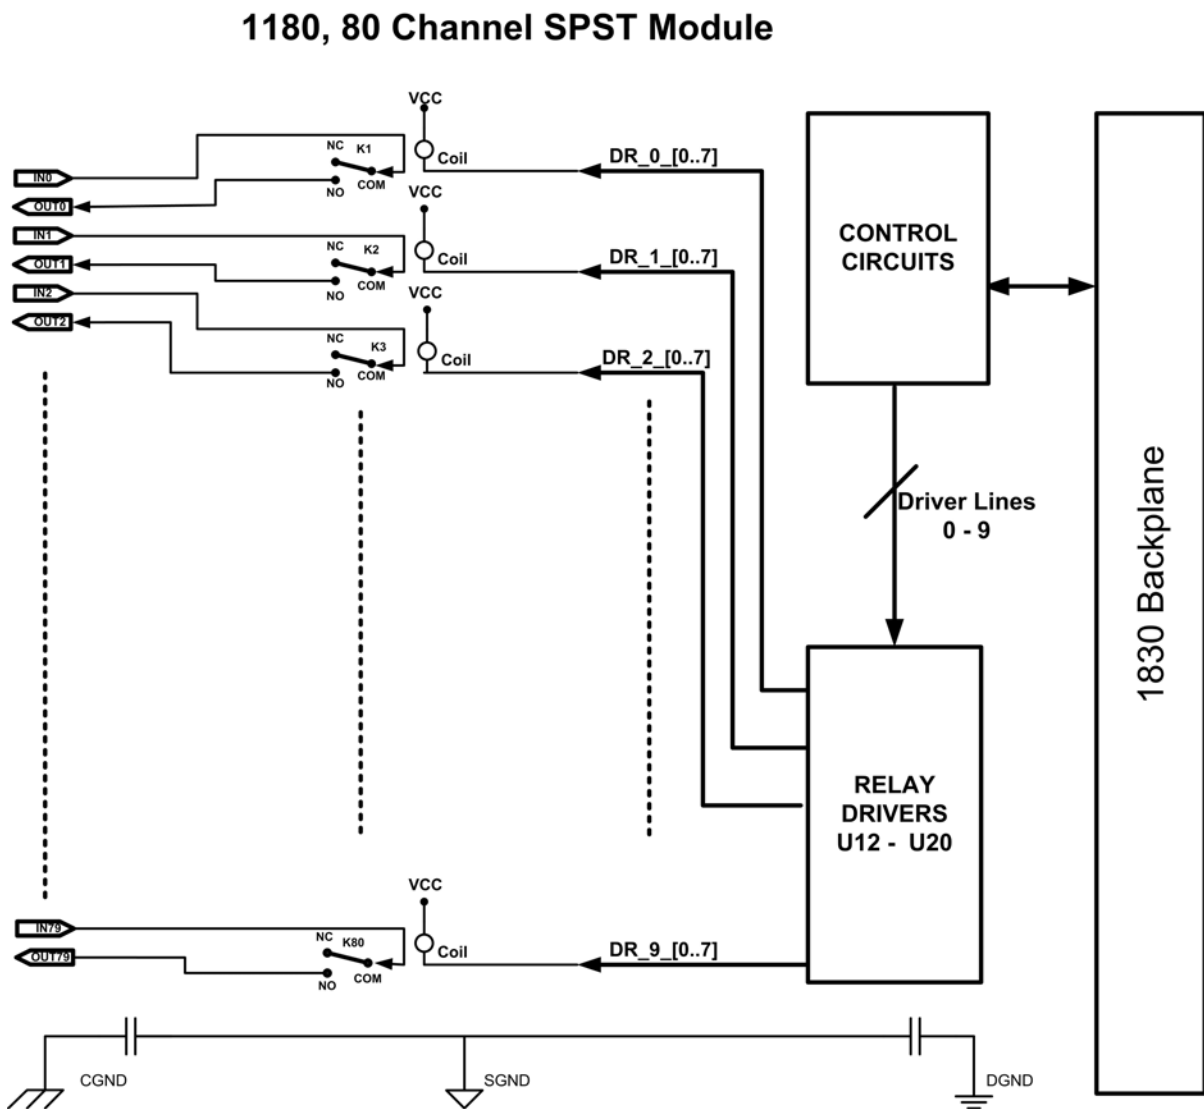 1180, 80 Channel SPST Module
VCC
NC K1
Coil
DR_0_[0..7]
IN0
COM
NO
OUT0
VCC
IN1
NC K2
Coil
DR_1_[0..7]
OUT1
COM
NO
IN2
VCC
OUT2
NC K3
Coil
DR_2_[0..7]
COM
NO
CONTROL
CIRCUITS
Driver Lines
0 - 9
1830 Backplane
RELAY
DRIVERS
U12 - U20
VCC
IN79
NC K80
Coil
DR_9_[0..7]
OUT79
COM
NO
CGND
SGND
DGND